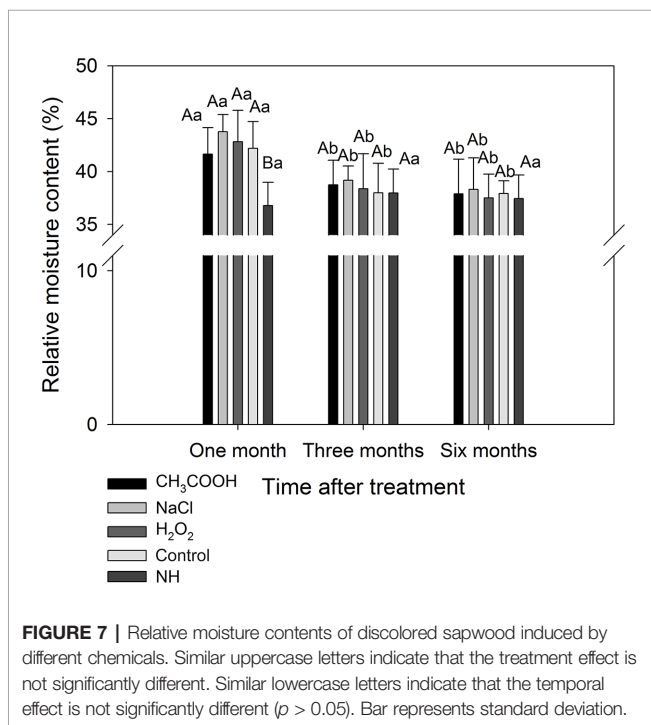 50
45
40
35
10
0
Relative moisture content (%)
Aa Aa Aa Aa Ba
Ab Ab Ab Ab Aa
Ab Ab Ab Ab Aa
One month Three months Six months
Time after treatment
CH₃COOH
NaCl
H₂O₂
Control
NH
FIGURE 7 | Relative moisture contents of discolored sapwood induced by
different chemicals. Similar uppercase letters indicate that the treatment effect is
not significantly different. Similar lowercase letters indicate that the temporal
effect is not significantly different (p > 0.05). Bar represents standard deviation.